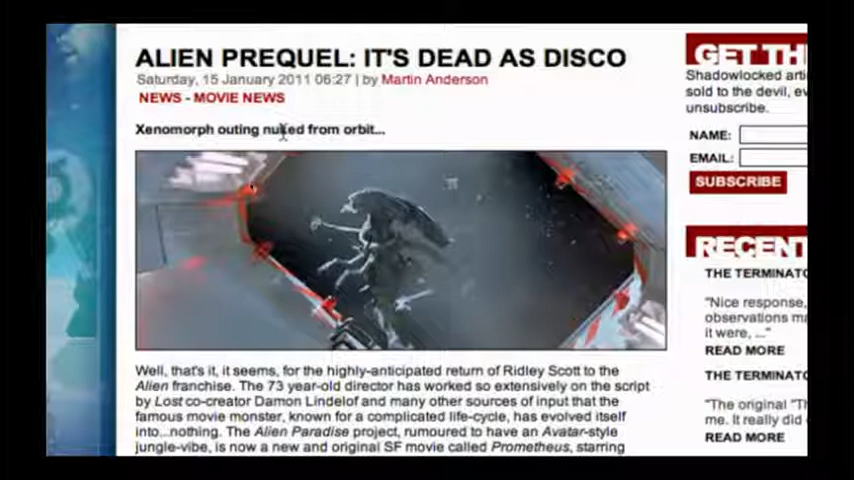 ALIEN PREQUEL: IT'S DEAD AS DISCO
Saturday, 15 January 2011 06:27 | by Martin Anderson
NEWS - MOVIE NEWS
Xenomorph outing nuked from orbit...
Well, that's it, it seems, for the highly-anticipated return of Ridley Scott to the
Alien franchise. The 73 year-old director has worked so extensively on the script
by Lost co-creator Damon Lindelof and many other sources of input that the
famous movie monster, known for a complicated life-cycle, has evolved itself
into...nothing. The Alien Paradise project, rumoured to have an Avatar-style
jungle-vibe, is now a new and original SF movie called Prometheus, starring
GET TH
Shadowlocked arti
sold to the devil, ev
unsubscribe.
NAME:
EMAIL:
SUBSCRIBE
RECENT
THE TERMINATO
"Nice response,
observations ma
it were, ..."
READ MORE
THE TERMINATO
"The original "Th
me. It really did
READ MORE